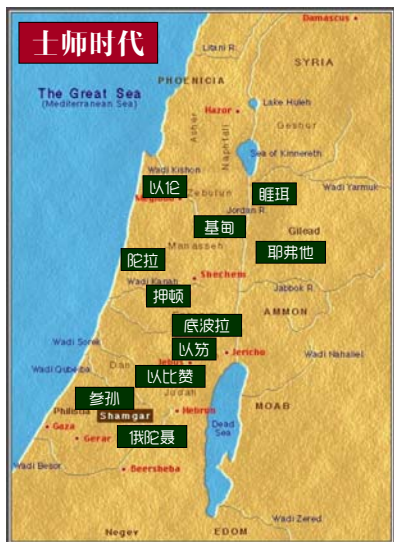 Damascus
士师时代
Litani R.
SYRIA
PHOENICIA
The Great Sea
(Mediterranean Sea)
Lake Huleh
Hazor
Asher
Naphtali
Geshur
Sea of Kinnereth
Wadi Kishon
以伦
Zebulun
睚珥
Wadi Yarmuk
Jordan R.
基甸
Gilead
Manasseh
耶弗他
陀拉
Shechem
Wadi Kanah
押顿
Jabbok R.
AMMON
底波拉
Wadi Sorek
以笏
Jericho
Wadi Nahaliel
Dan
Wadi Qubeiba
以比赞
Judah
参孙
Philistia
Shamgar
Hebron
MOAB
Gaza
Dead
Sea
Gerar
俄陀聂
Wadi Besor
Beersheba
Wadi Zered
Negev
EDOM